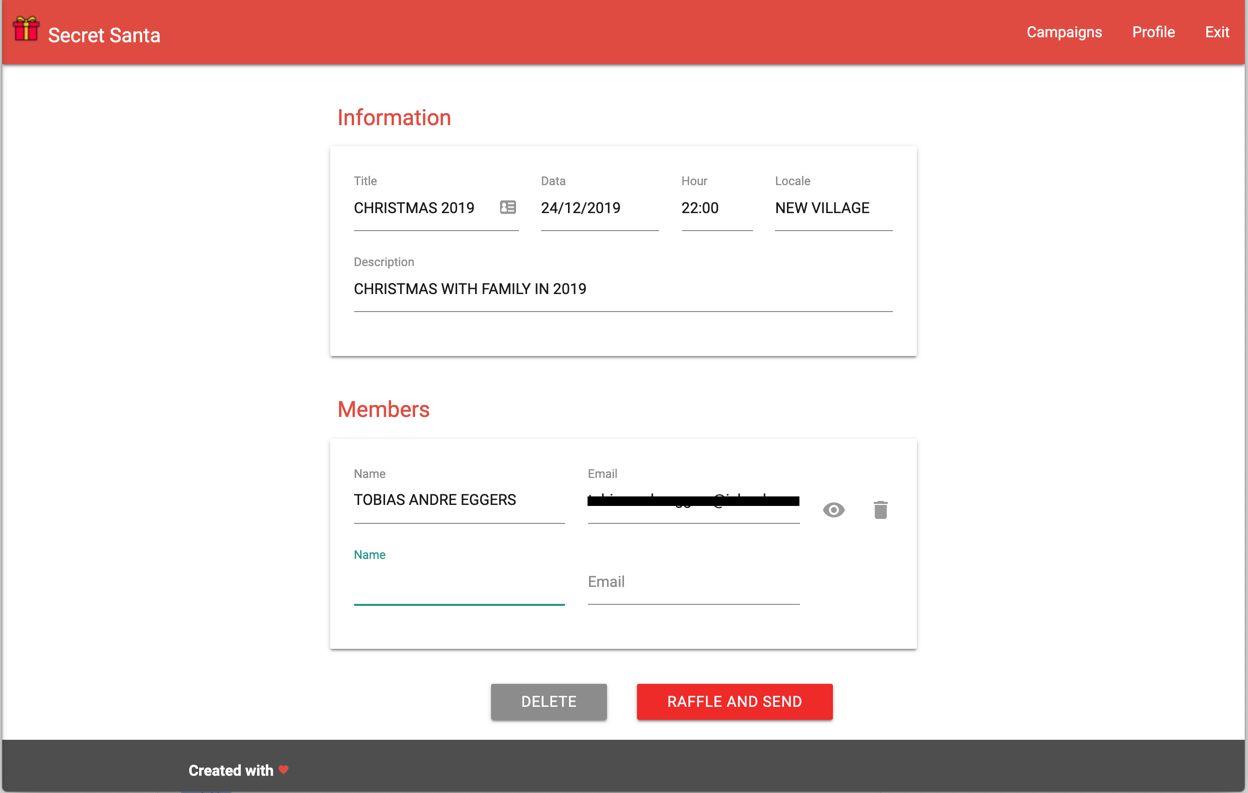 Secret Santa
Campaigns Profile Exit
Information
Title Data Hour Locale
CHRISTMAS 2019 24/12/2019 22:00 NEW VILLAGE
Description
CHRISTMAS WITH FAMILY IN 2019
Members
Name Email
TOBIAS ANDRE EGGERS
Name
Email
DELETE RAFFLE AND SEND
Created with